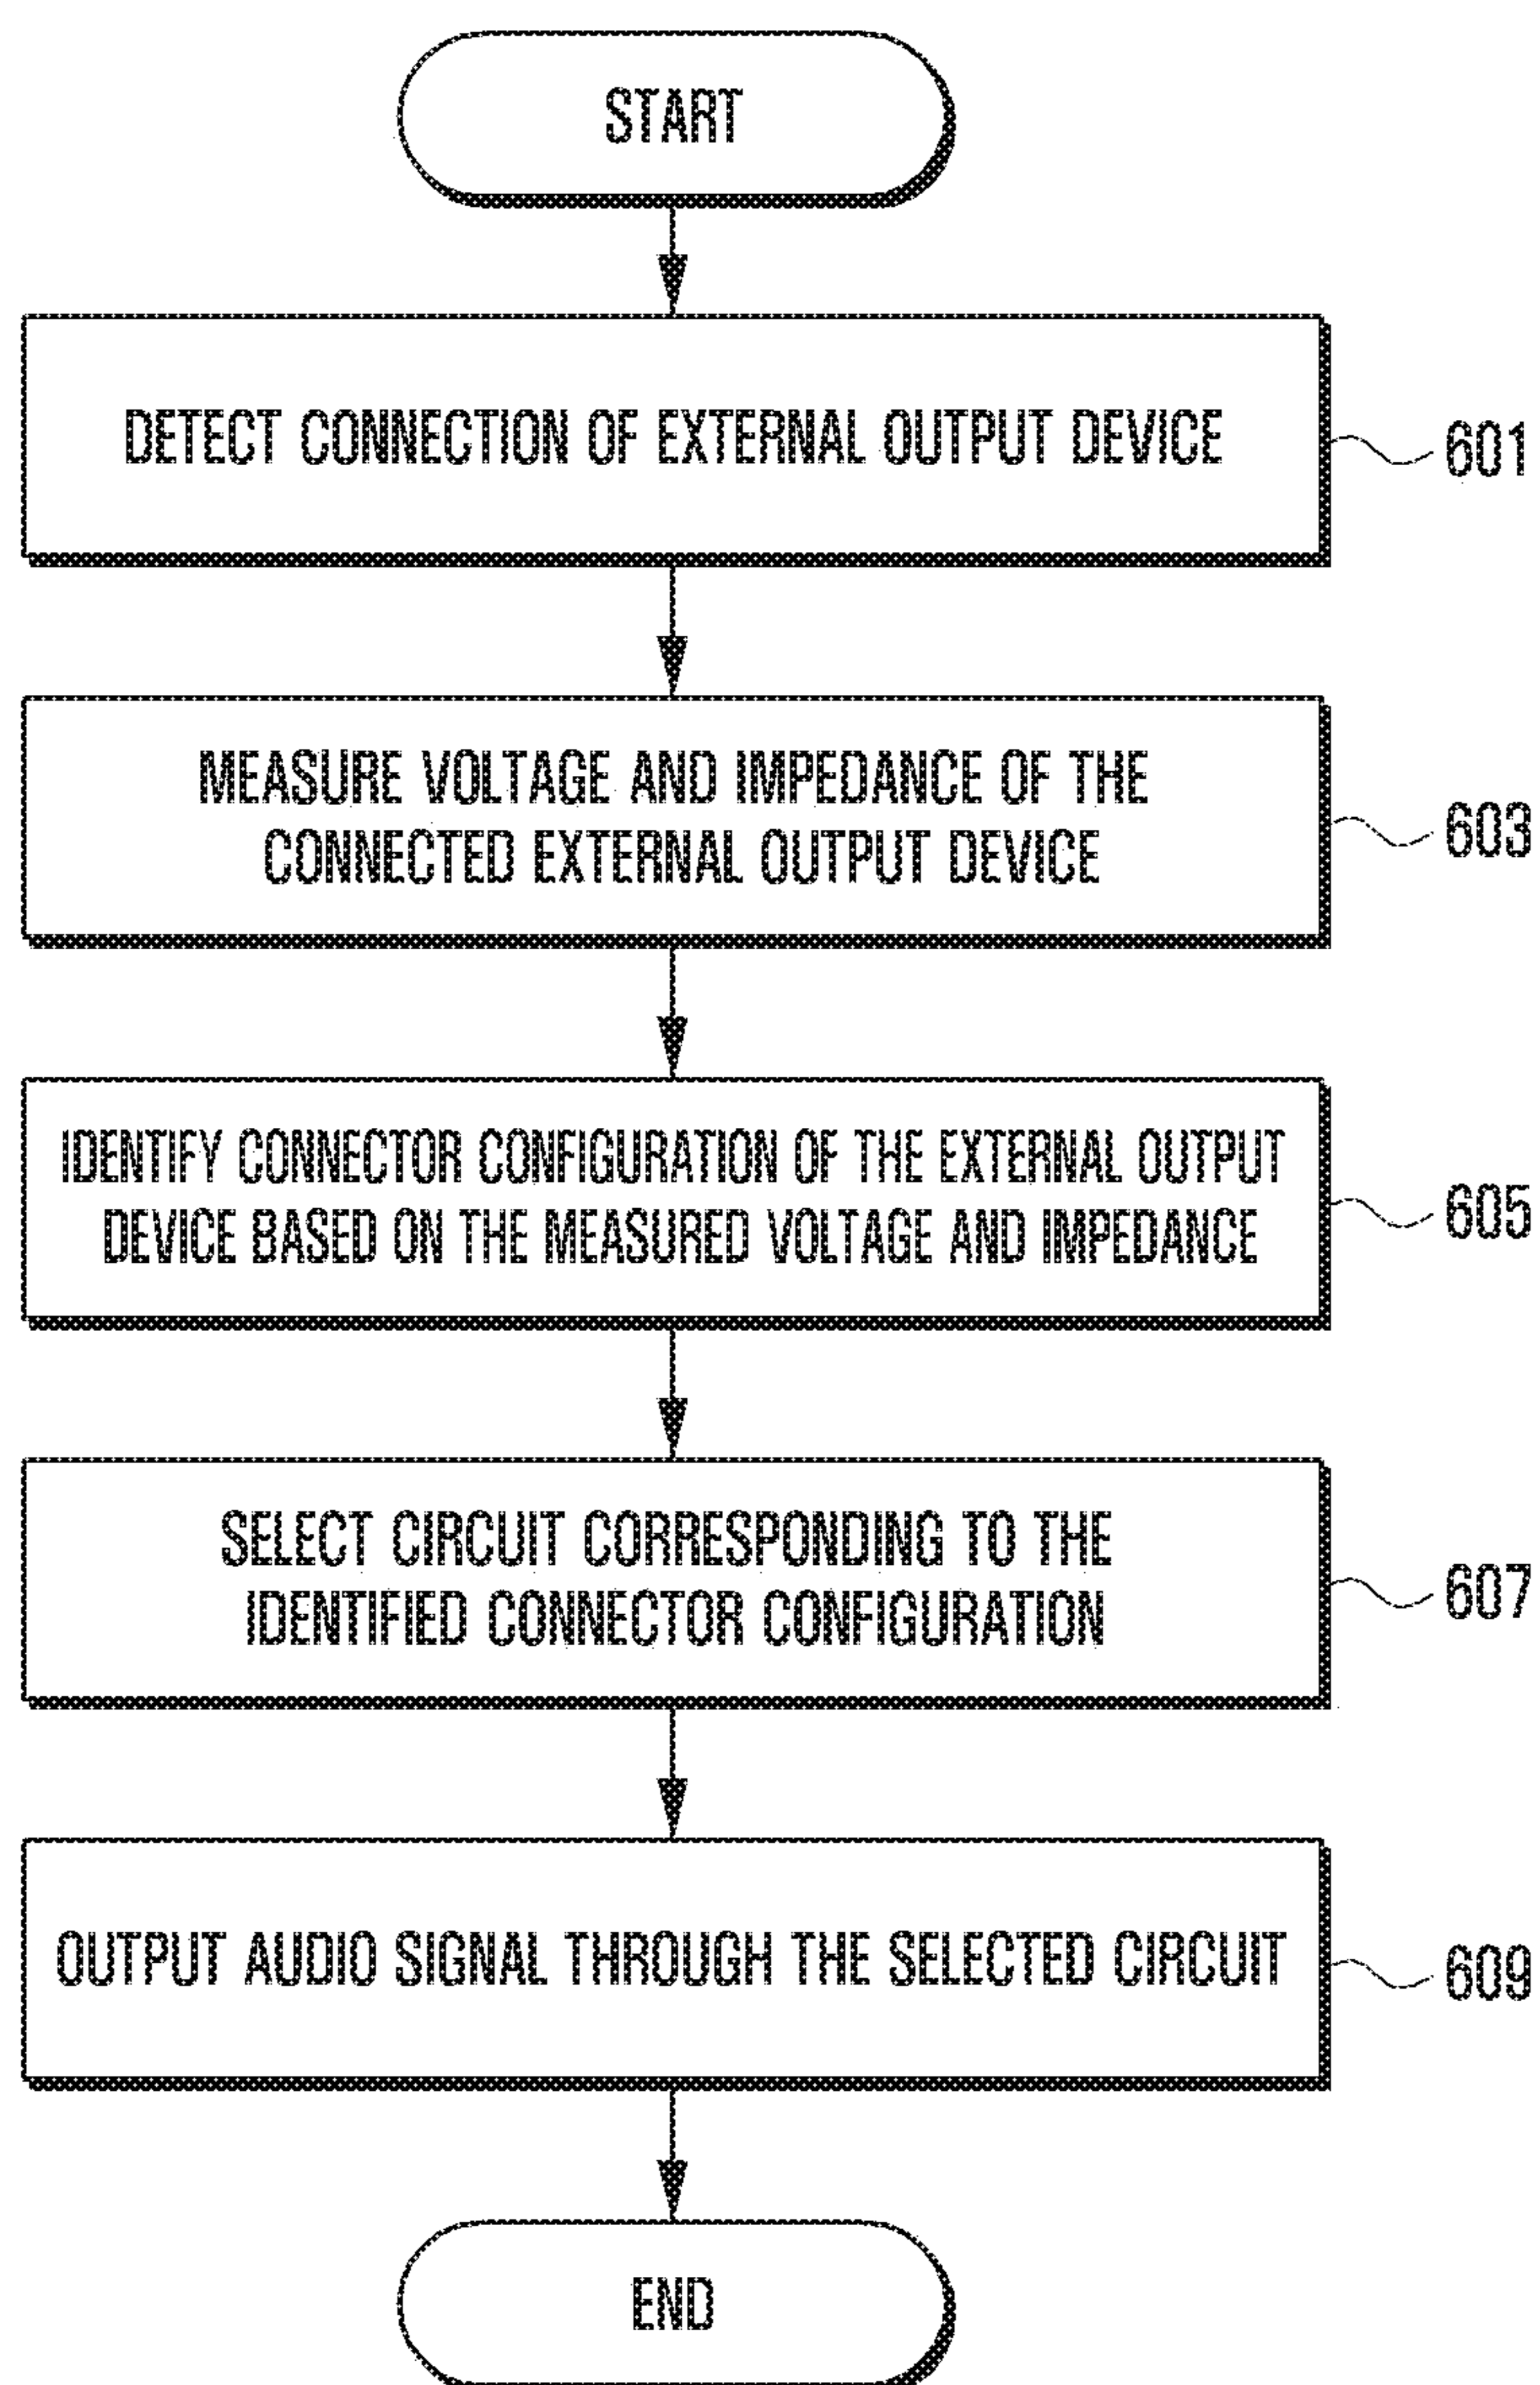 START
DETECT CONNECTION OF EXTERNAL OUTPUT DEVICE
601
MEASURE VOLTAGE AND IMPEDANCE OF THE
CONNECTED EXTERNAL OUTPUT DEVICE
603
IDENTIFY CONNECTOR CONFIGURATION OF THE EXTERNAL OUTPUT
DEVICE BASED ON THE MEASURED VOLTAGE AND IMPEDANCE
605
SELECT CIRCUIT CORRESPONDING TO THE
IDENTIFIED CONNECTOR CONFIGURATION
607
OUTPUT AUDIO SIGNAL THROUGH THE SELECTED CIRCUIT
609
END